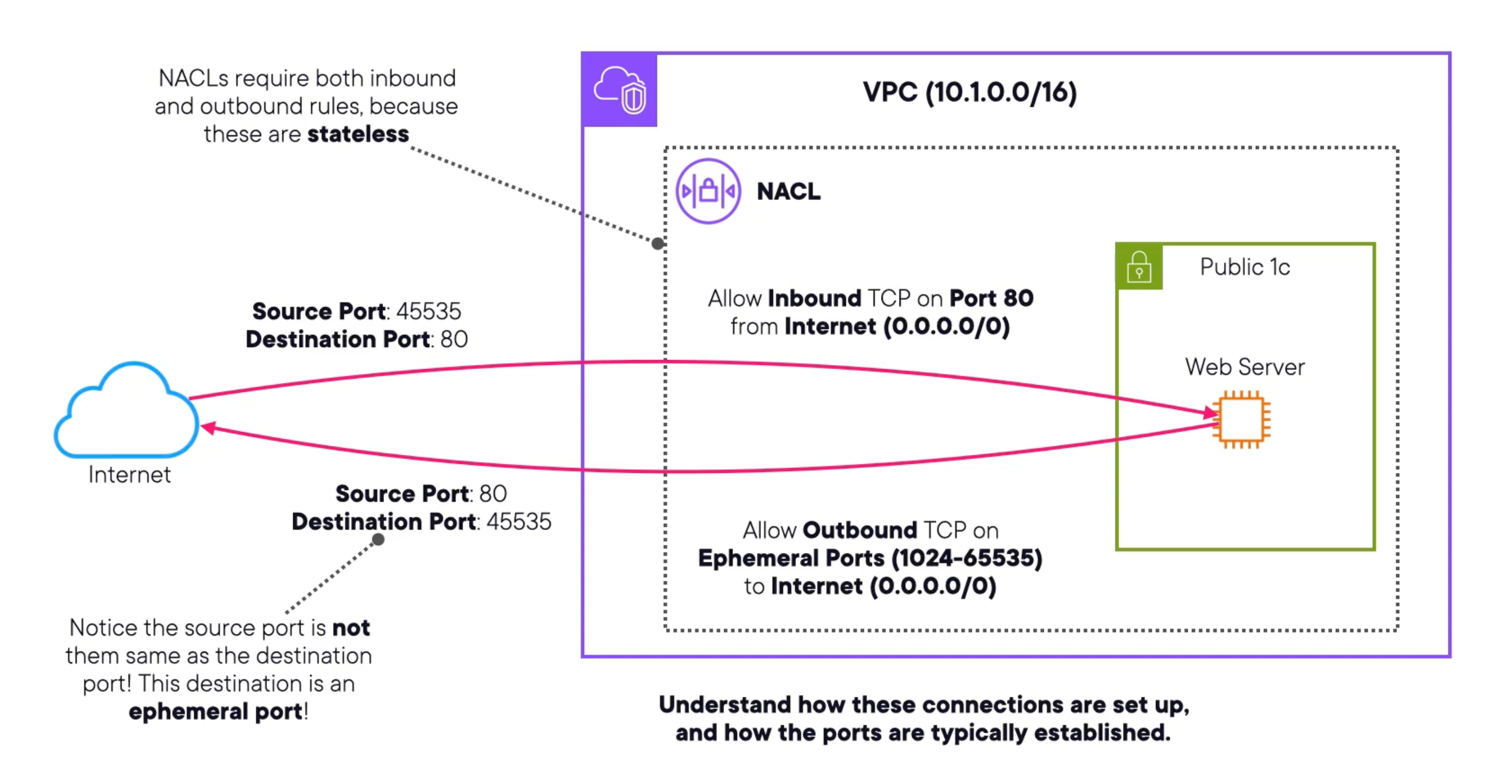 NACLs require both inbound
and outbound rules, because
these are stateless
VPC (10.1.0.0/16)
NACL
Public 1c
Allow Inbound TCP on Port 80
from Internet (0.0.0.0/0)
Source Port: 45535
Destination Port: 80
Web Server
Internet
Source Port: 80
Destination Port: 45535
Allow Outbound TCP on
Ephemeral Ports (1024-65535)
to Internet (0.0.0.0/0)
Notice the source port is not
them same as the destination
port! This destination is an
ephemeral port!
Understand how these connections are set up,
and how the ports are typically established.